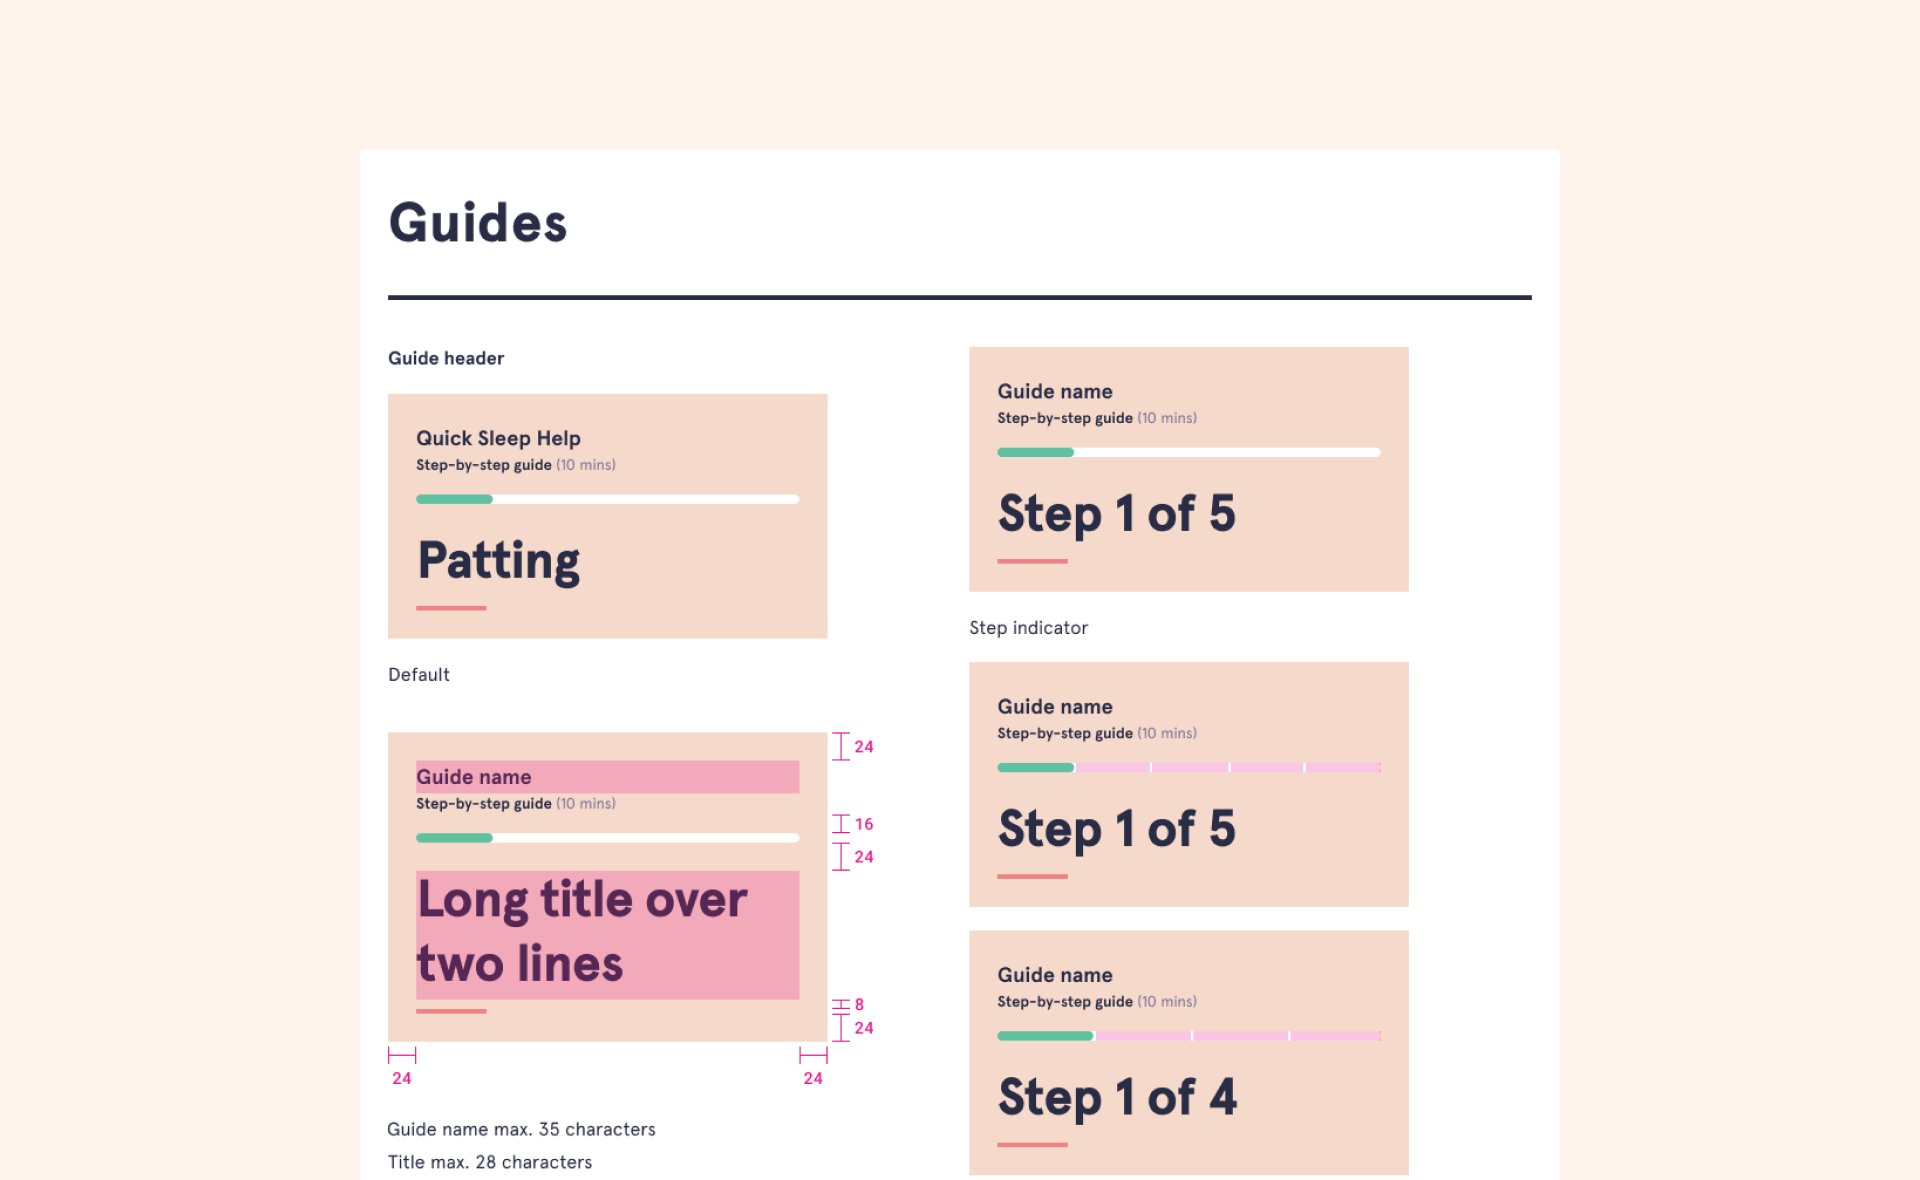 Guides
Guide header
Quick Sleep Help
Step-by-step guide (10 mins)
Patting
Default
Guide name
Step-by-step guide (10 mins)
Long title over
two lines
24
16
24
8
24
24
24
Guide name max. 35 characters
Title max. 28 characters
Guide name
Step-by-step guide (10 mins)
Step 1 of 5
Step indicator
Guide name
Step-by-step guide (10 mins)
Step 1 of 5
Guide name
Step-by-step guide (10 mins)
Step 1 of 4